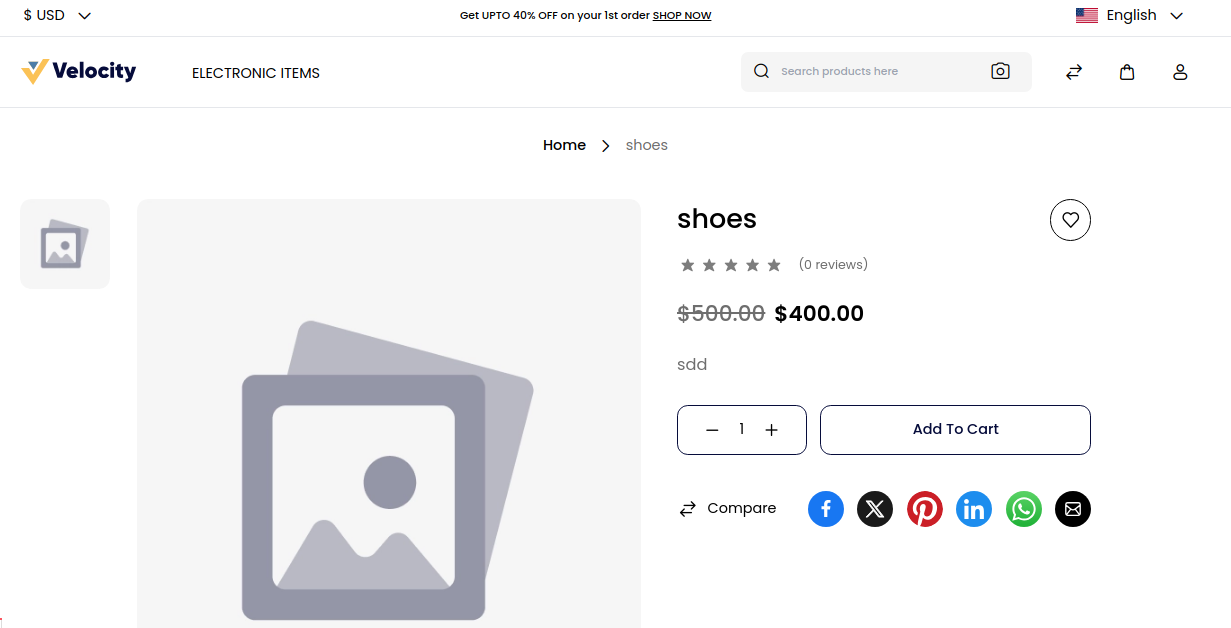 $ USD
Get UPTO 40% OFF on your 1st order SHOP NOW
English
Velocity
ELECTRONIC ITEMS
Search products here
Home
shoes
shoes
(0 reviews)
$500.00 $400.00
sdd
1
Add To Cart
Compare